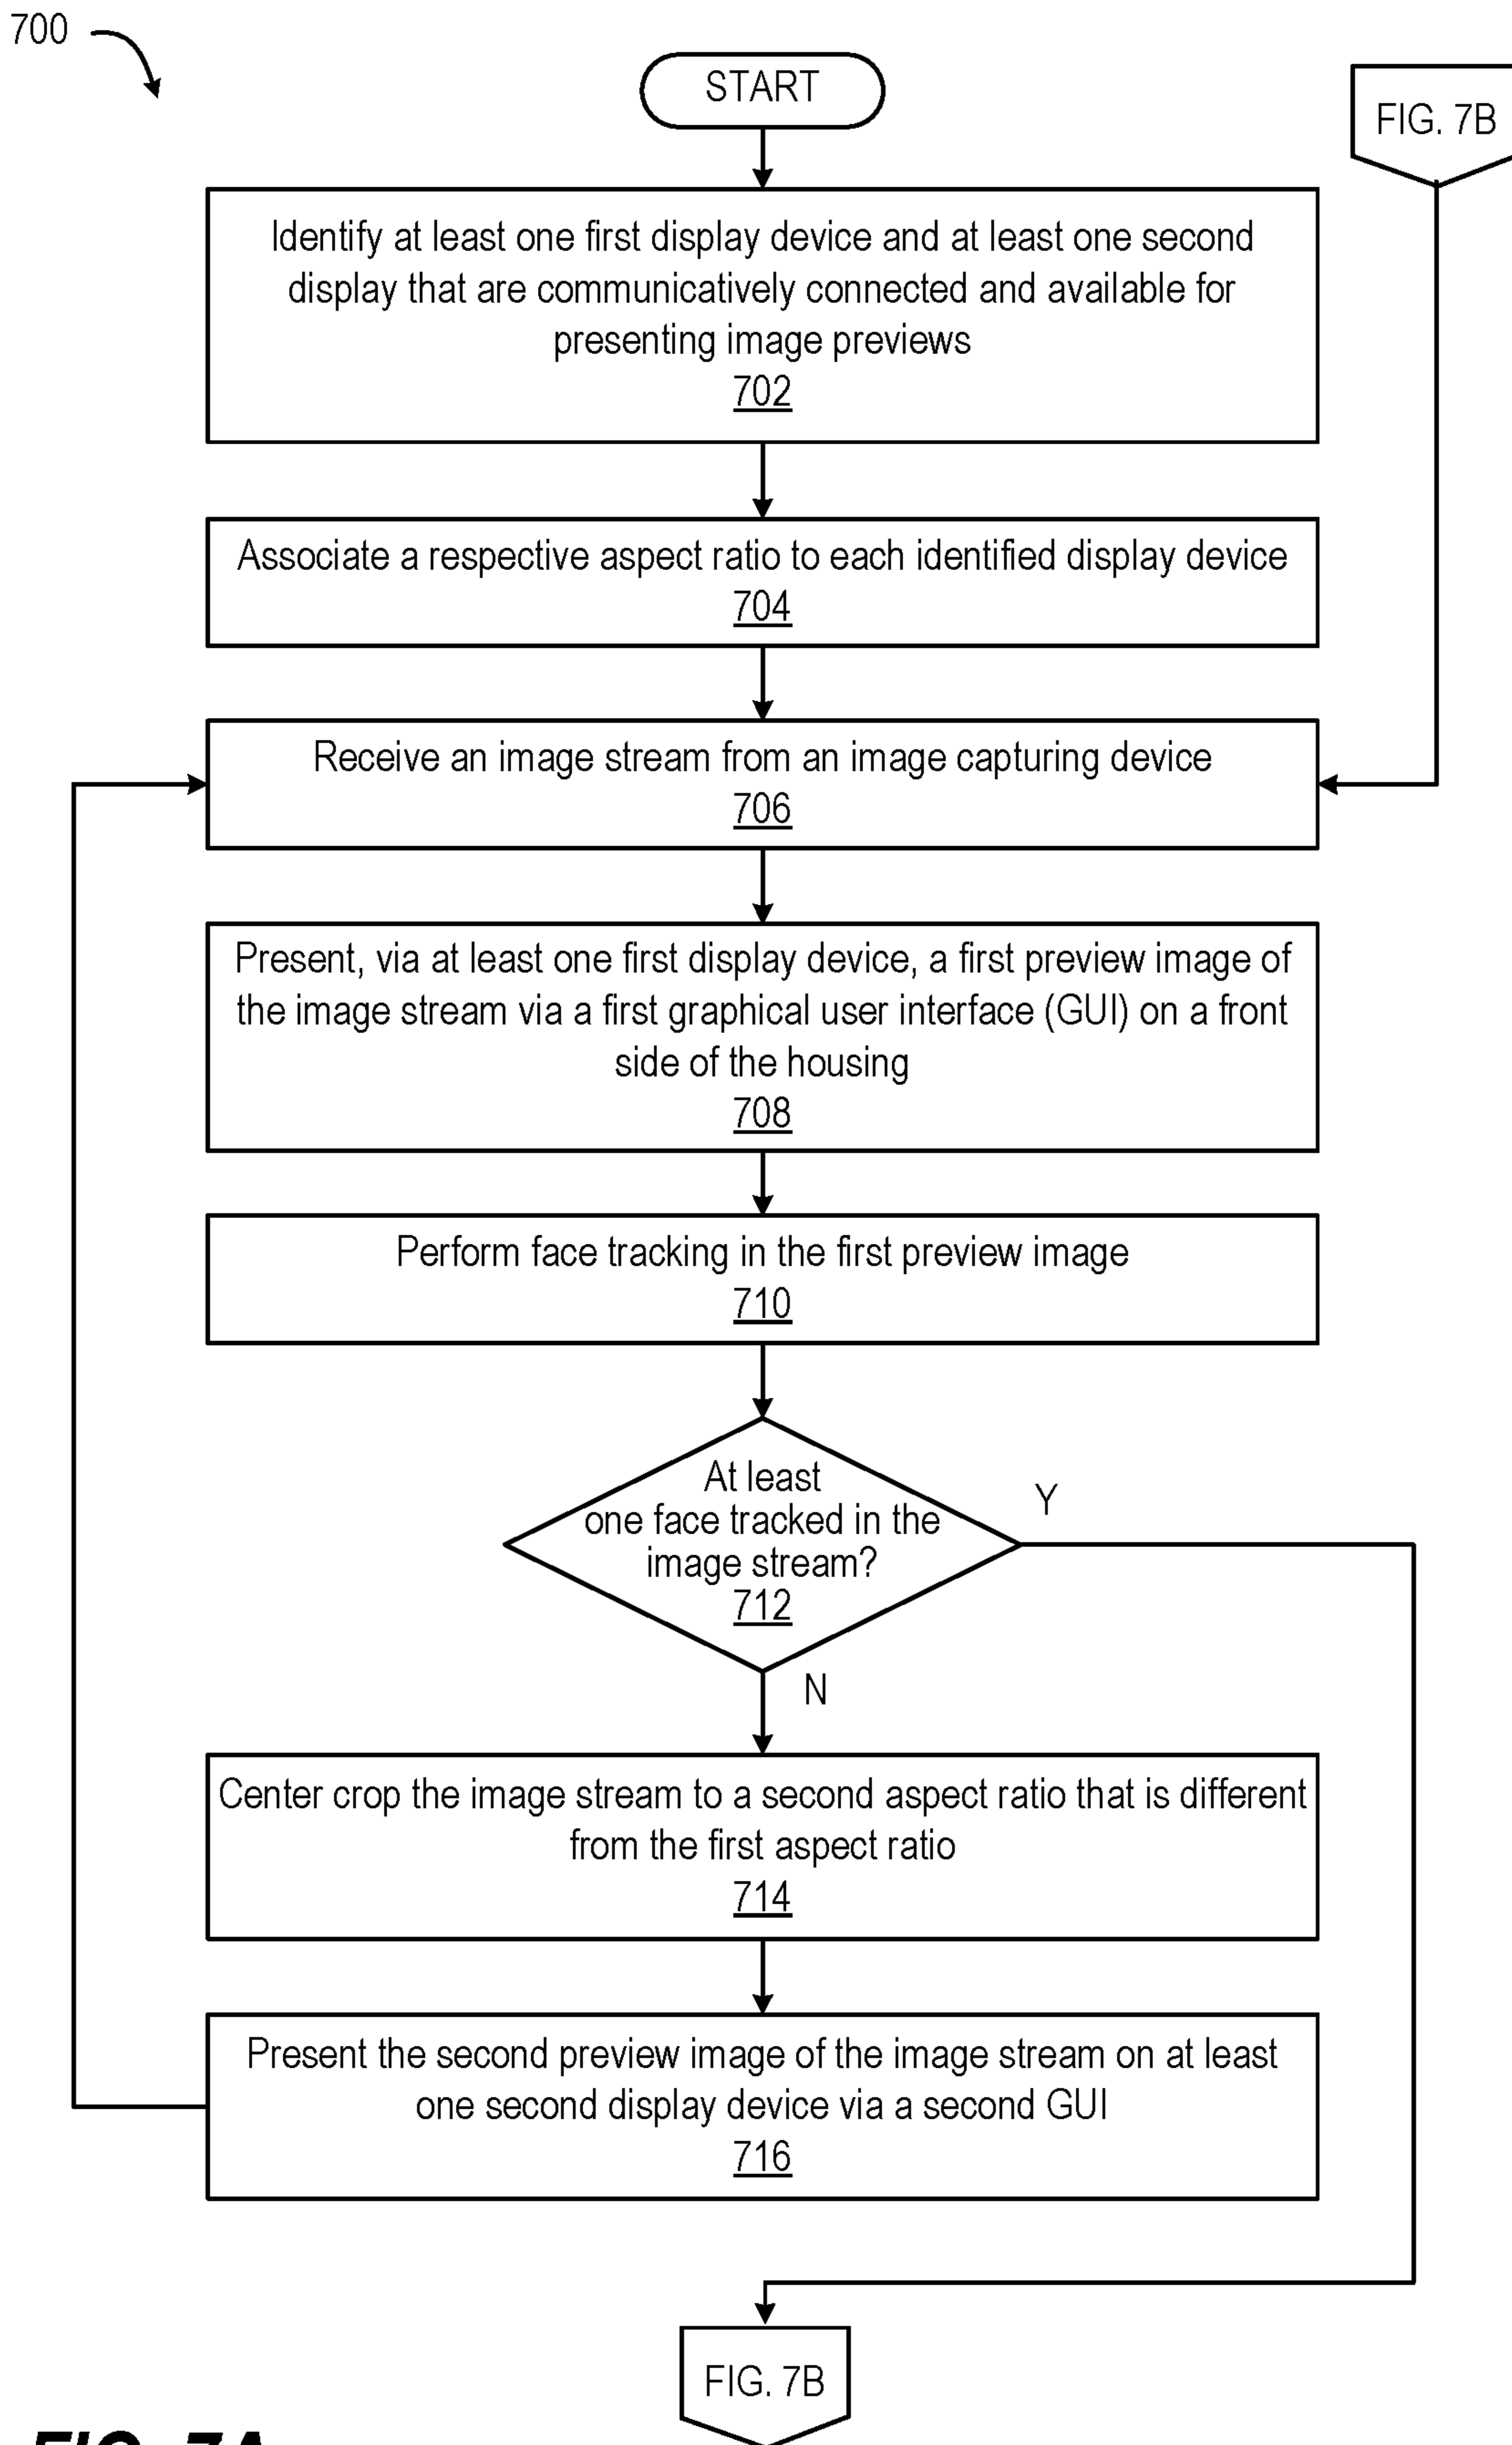 700
START
FIG. 7B
Identify at least one first display device and at least one second
display that are communicatively connected and available for
presenting image previews
702
Associate a respective aspect ratio to each identified display device
704
Receive an image stream from an image capturing device
706
Present, via at least one first display device, a first preview image of
the image stream via a first graphical user interface (GUI) on a front
side of the housing
708
Perform face tracking in the first preview image
710
At least
one face tracked in the
image stream?
712
Y
N
Center crop the image stream to a second aspect ratio that is different
from the first aspect ratio
714
Present the second preview image of the image stream on at least
one second display device via a second GUI
716
FIG. 7B
FIG. 7A